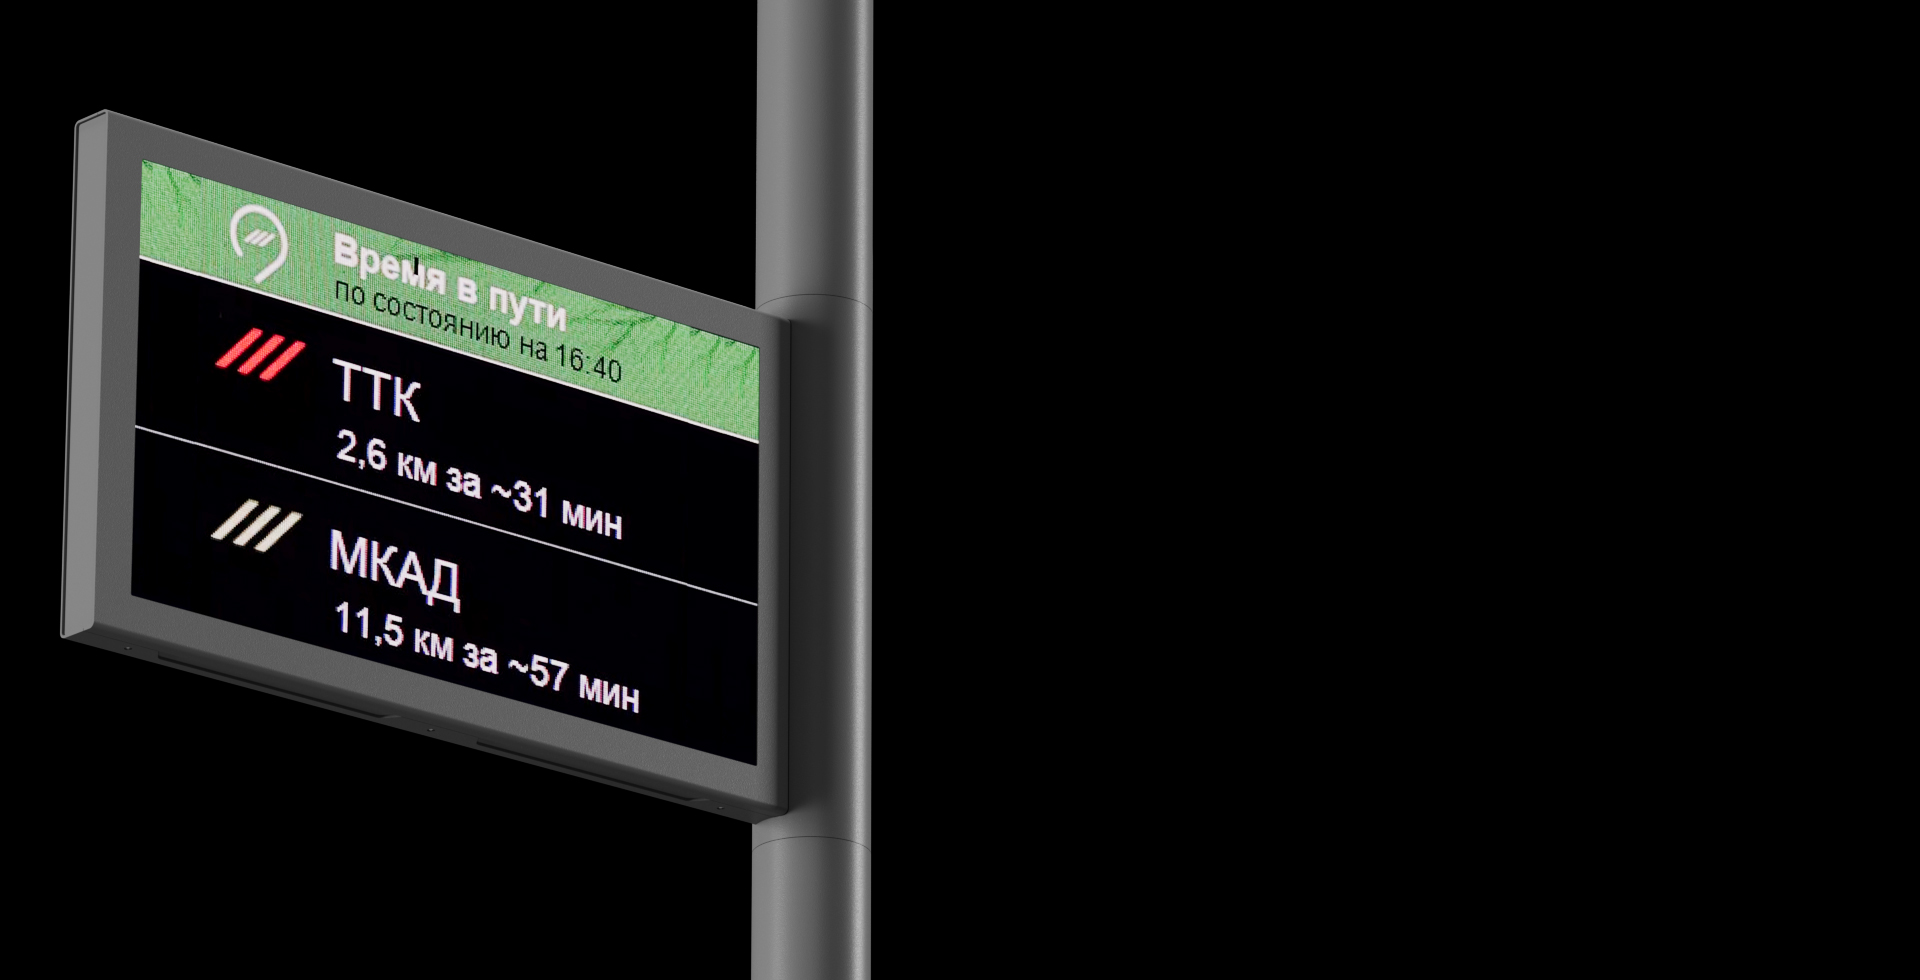 Время в пути
по состоянию на 16:40
ТТК
2,6 км за ~31 мин
МКАД
11,5 км за ~57 мин